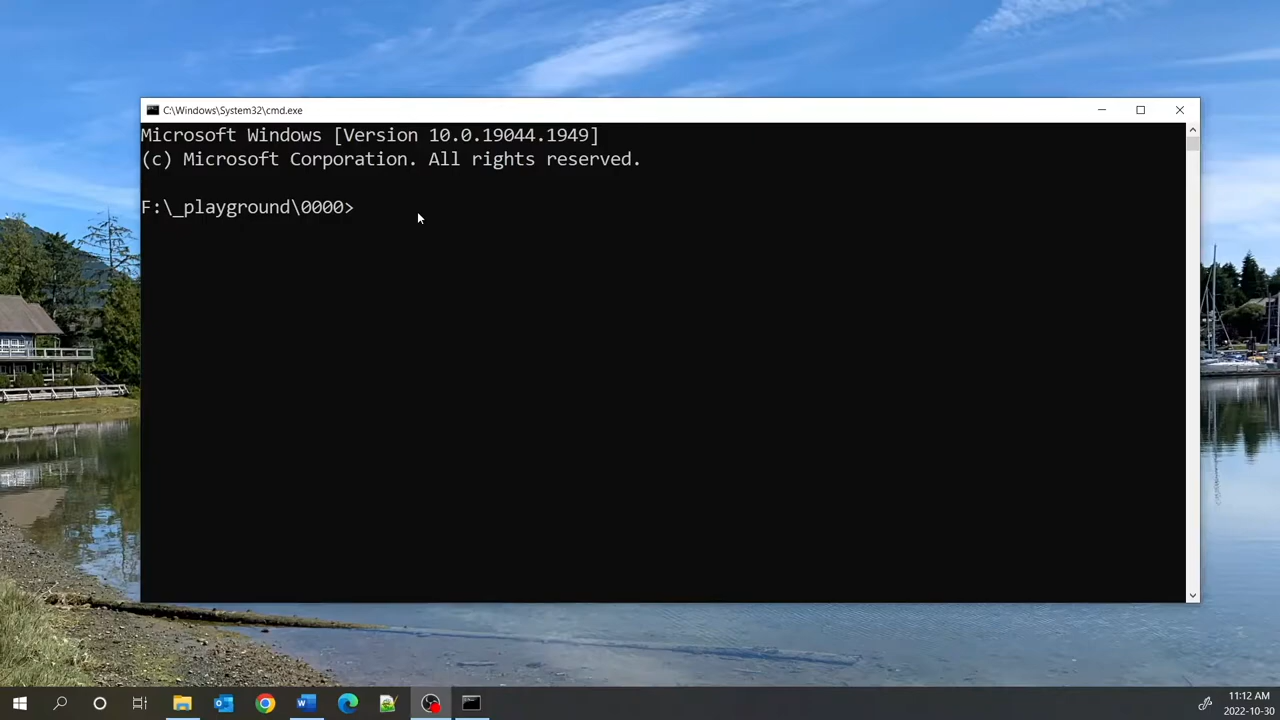 C:\Windows\System32\cmd.exe
Microsoft Windows [Version 10.0.19044.1949]
(c) Microsoft Corporation. All rights reserved.
F:\_playground\0000>
11:12 AM
2022-10-30